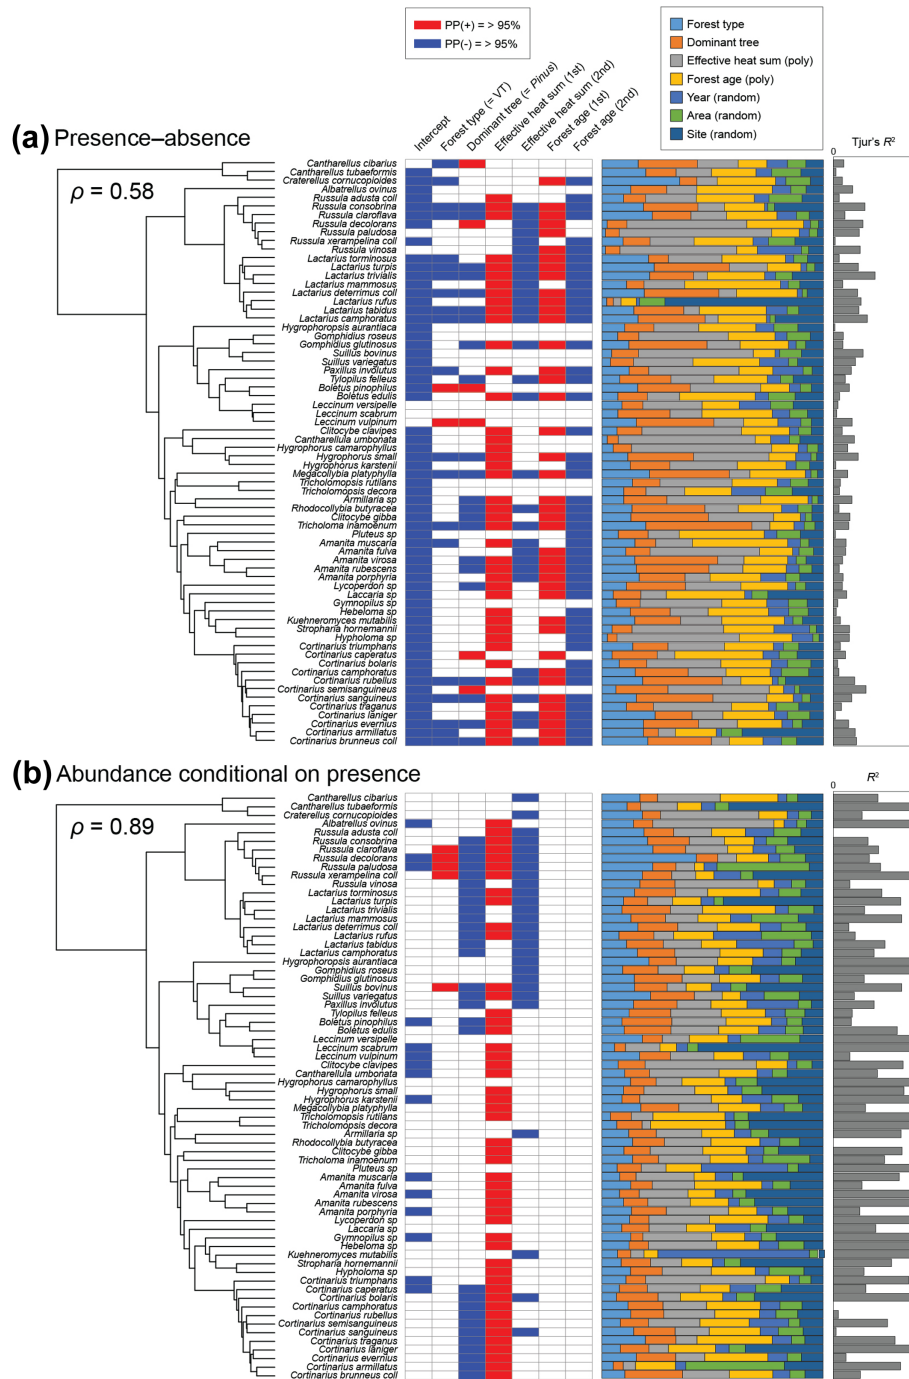 PP(+) = > 95%
PP(-) = > 95%
Forest type
Dominant tree
Effective heat sum (poly)
Forest age (poly)
Year (random)
Area (random)
Site (random)
Intercept
Forest type (= VT)
Dominant tree (= Pinus)
Effective heat sum (1st)
Effective heat sum (2nd)
Forest age (1st)
Forest age (2nd)
(a) Presence–absence
Tjur's R²
0
ρ = 0.58
Cantharellus cibarius
Cantharellus tubaeformis
Craterellus cornucopioides
Albatrellus ovinus
Russula adusta coll
Russula consobrina
Russula claroflava
Russula decolorans
Russula paludosa
Russula xerampelina coll
Russula vinosa
Lactarius torminosus
Lactarius turpis
Lactarius trivialis
Lactarius mammosus
Lactarius deterrimus coll
Lactarius rufus
Lactarius tabidus
Lactarius camphoratus
Hygrophoropsis aurantiaca
Gomphidius roseus
Gomphidius glutinosus
Suillus bovinus
Suillus variegatus
Paxillus involutus
Tylopilus felleus
Boletus pinophilus
Boletus edulis
Leccinum versipelle
Leccinum scabrum
Leccinum vulpinum
Clitocybe clavipes
Cantharellula umbonata
Hygrophorus camarophyllus
Hygrophorus small
Hygrophorus karstenii
Megacollybia platyphylla
Tricholomopsis rutilans
Tricholomopsis decora
Armillaria sp
Rhodocollybia butyracea
Clitocybe gibba
Tricholoma inamoenum
Pluteus sp
Amanita muscaria
Amanita fulva
Amanita virosa
Amanita rubescens
Amanita porphyria
Lycoperdon sp
Laccaria sp
Gymnopilus sp
Hebeloma sp
Kuehneromyces mutabilis
Stropharia hornemannii
Hypholoma sp
Cortinarius triumphans
Cortinarius caperatus
Cortinarius bolaris
Cortinarius camphoratus
Cortinarius rubellus
Cortinarius semisanguineus
Cortinarius sanguineus
Cortinarius traganus
Cortinarius laniger
Cortinarius evernius
Cortinarius armillatus
Cortinarius brunneus coll
(b) Abundance conditional on presence
R²
0
ρ = 0.89
Cantharellus cibarius
Cantharellus tubaeformis
Craterellus cornucopioides
Albatrellus ovinus
Russula adusta coll
Russula consobrina
Russula claroflava
Russula decolorans
Russula paludosa
Russula xerampelina coll
Russula vinosa
Lactarius torminosus
Lactarius turpis
Lactarius trivialis
Lactarius mammosus
Lactarius deterrimus coll
Lactarius rufus
Lactarius tabidus
Lactarius camphoratus
Hygrophoropsis aurantiaca
Gomphidius roseus
Gomphidius glutinosus
Suillus bovinus
Suillus variegatus
Paxillus involutus
Tylopilus felleus
Boletus pinophilus
Boletus edulis
Leccinum versipelle
Leccinum scabrum
Leccinum vulpinum
Clitocybe clavipes
Cantharellula umbonata
Hygrophorus camarophyllus
Hygrophorus small
Hygrophorus karstenii
Megacollybia platyphylla
Tricholomopsis rutilans
Tricholomopsis decora
Armillaria sp
Rhodocollybia butyracea
Clitocybe gibba
Tricholoma inamoenum
Pluteus sp
Amanita muscaria
Amanita fulva
Amanita virosa
Amanita rubescens
Amanita porphyria
Lycoperdon sp
Laccaria sp
Gymnopilus sp
Hebeloma sp
Kuehneromyces mutabilis
Stropharia hornemannii
Hypholoma sp
Cortinarius triumphans
Cortinarius caperatus
Cortinarius bolaris
Cortinarius camphoratus
Cortinarius rubellus
Cortinarius semisanguineus
Cortinarius sanguineus
Cortinarius traganus
Cortinarius laniger
Cortinarius evernius
Cortinarius armillatus
Cortinarius brunneus coll